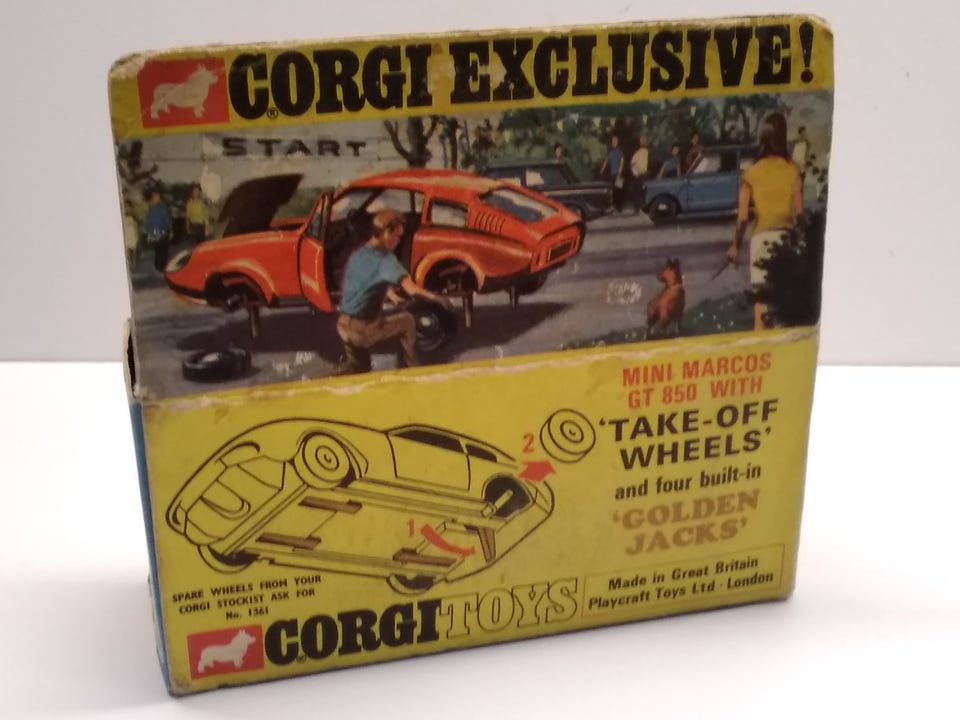 CORGI EXCLUSIVE!
START
MINI MARCOS
GT 850 WITH
'TAKE-OFF
WHEELS'
and four built-in
'GOLDEN
JACKS'
2
1
SPARE WHEELS FROM YOUR
CORGI STOCKIST ASK FOR
No. 1361
CORGI TOYS
®
Made in Great Britain
Playcraft Toys Ltd · London